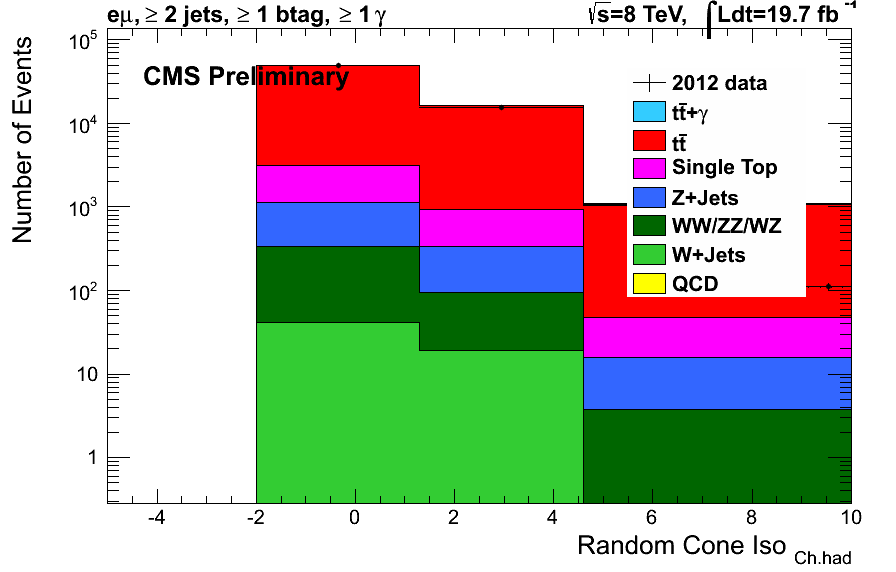 eμ, ≥ 2 jets, ≥ 1 btag, ≥ 1 γ
√s=8 TeV, ∫Ldt=19.7 fb⁻¹
CMS Preliminary
Number of Events
10⁵
10⁴
10³
10²
10
1
2012 data
tt̄+γ
tt̄
Single Top
Z+Jets
WW/ZZ/WZ
W+Jets
QCD
-4 -2 0 2 4 6 8 10
Random Cone Iso Ch.had